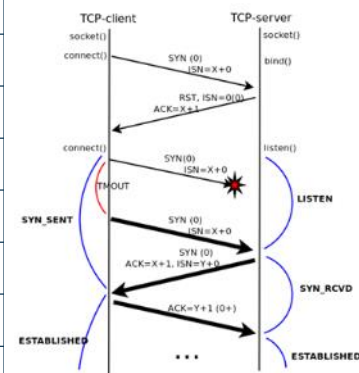 TCP-client TCP-server
socket() socket()
connect() SYN (0)
ISN=X+0 bind()
RST, ISN=0(0)
ACK=X+1
connect() listen()
SYN(0)
ISN=X+0
TMOUT
LISTEN
SYN_SENT SYN (0)
ISN=X+0
SYN (0)
ACK=X+1, ISN=Y+0
SYN_RCVD
ACK=Y+1 (0+)
ESTABLISHED
ESTABLISHED
...